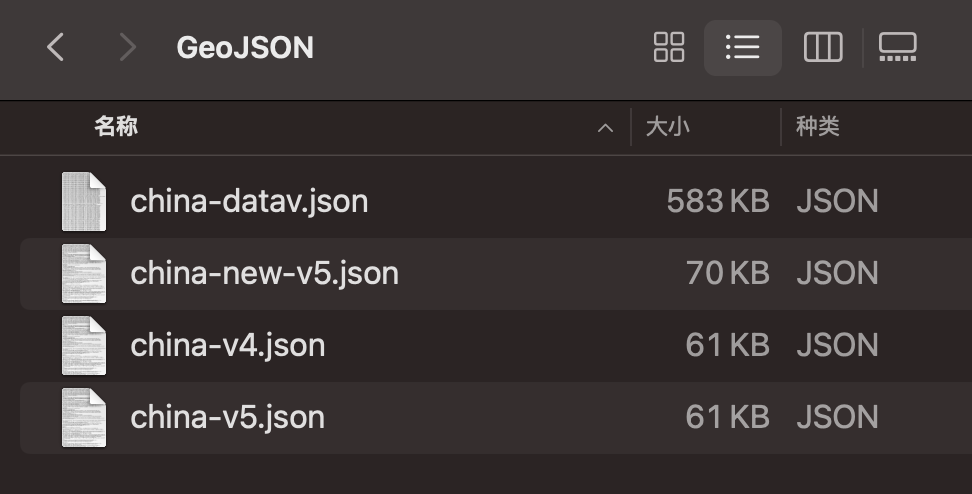 GeoJSON
名称 大小 种类
china-datav.json 583 KB JSON
china-new-v5.json 70 KB JSON
china-v4.json 61 KB JSON
china-v5.json 61 KB JSON